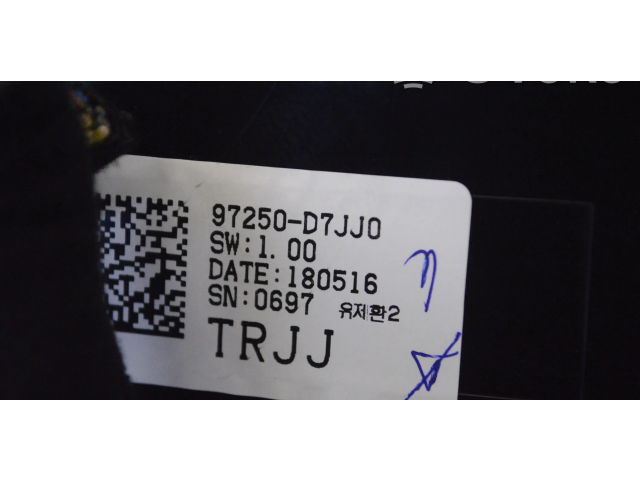 97250-D7JJ0
SW:1.00
DATE:180516
SN:0697 유제환2
TRJJ